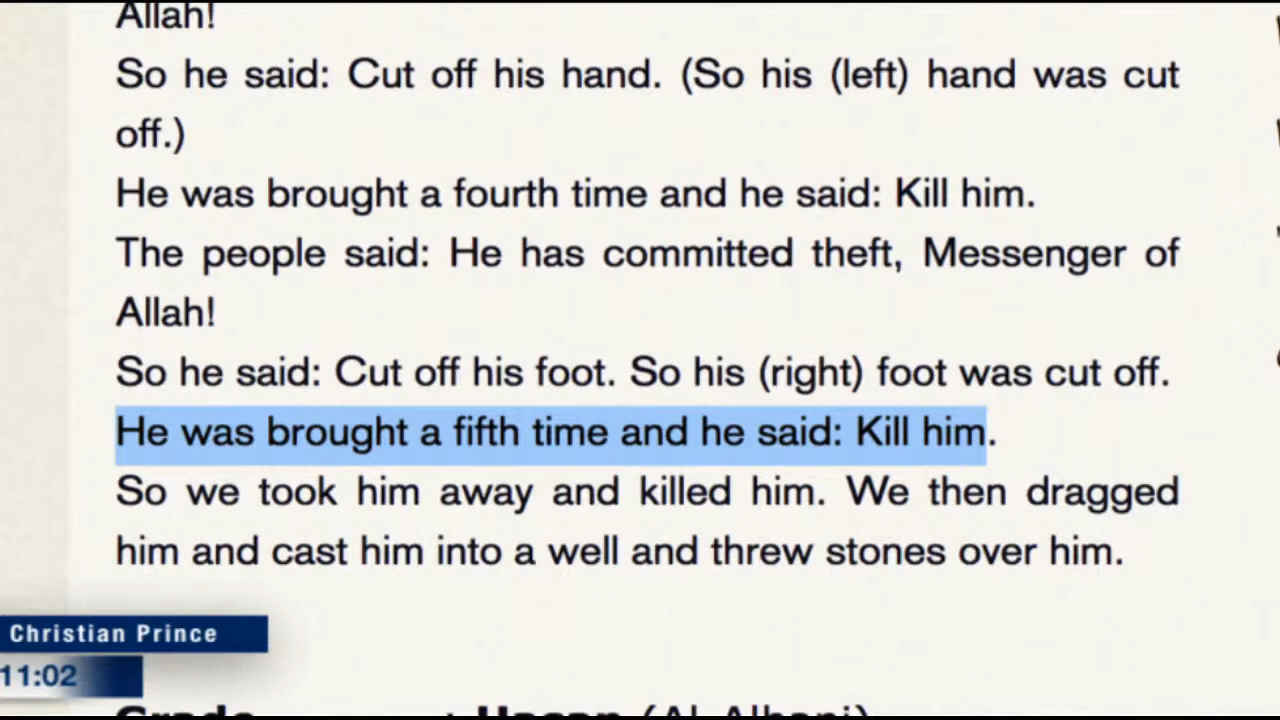 Allah!
So he said: Cut off his hand. (So his (left) hand was cut
off.)
He was brought a fourth time and he said: Kill him.
The people said: He has committed theft, Messenger of
Allah!
So he said: Cut off his foot. So his (right) foot was cut off.
He was brought a fifth time and he said: Kill him.
So we took him away and killed him. We then dragged
him and cast him into a well and threw stones over him.
Christian Prince
11:02
Grade : Hasan (Al-Albani)